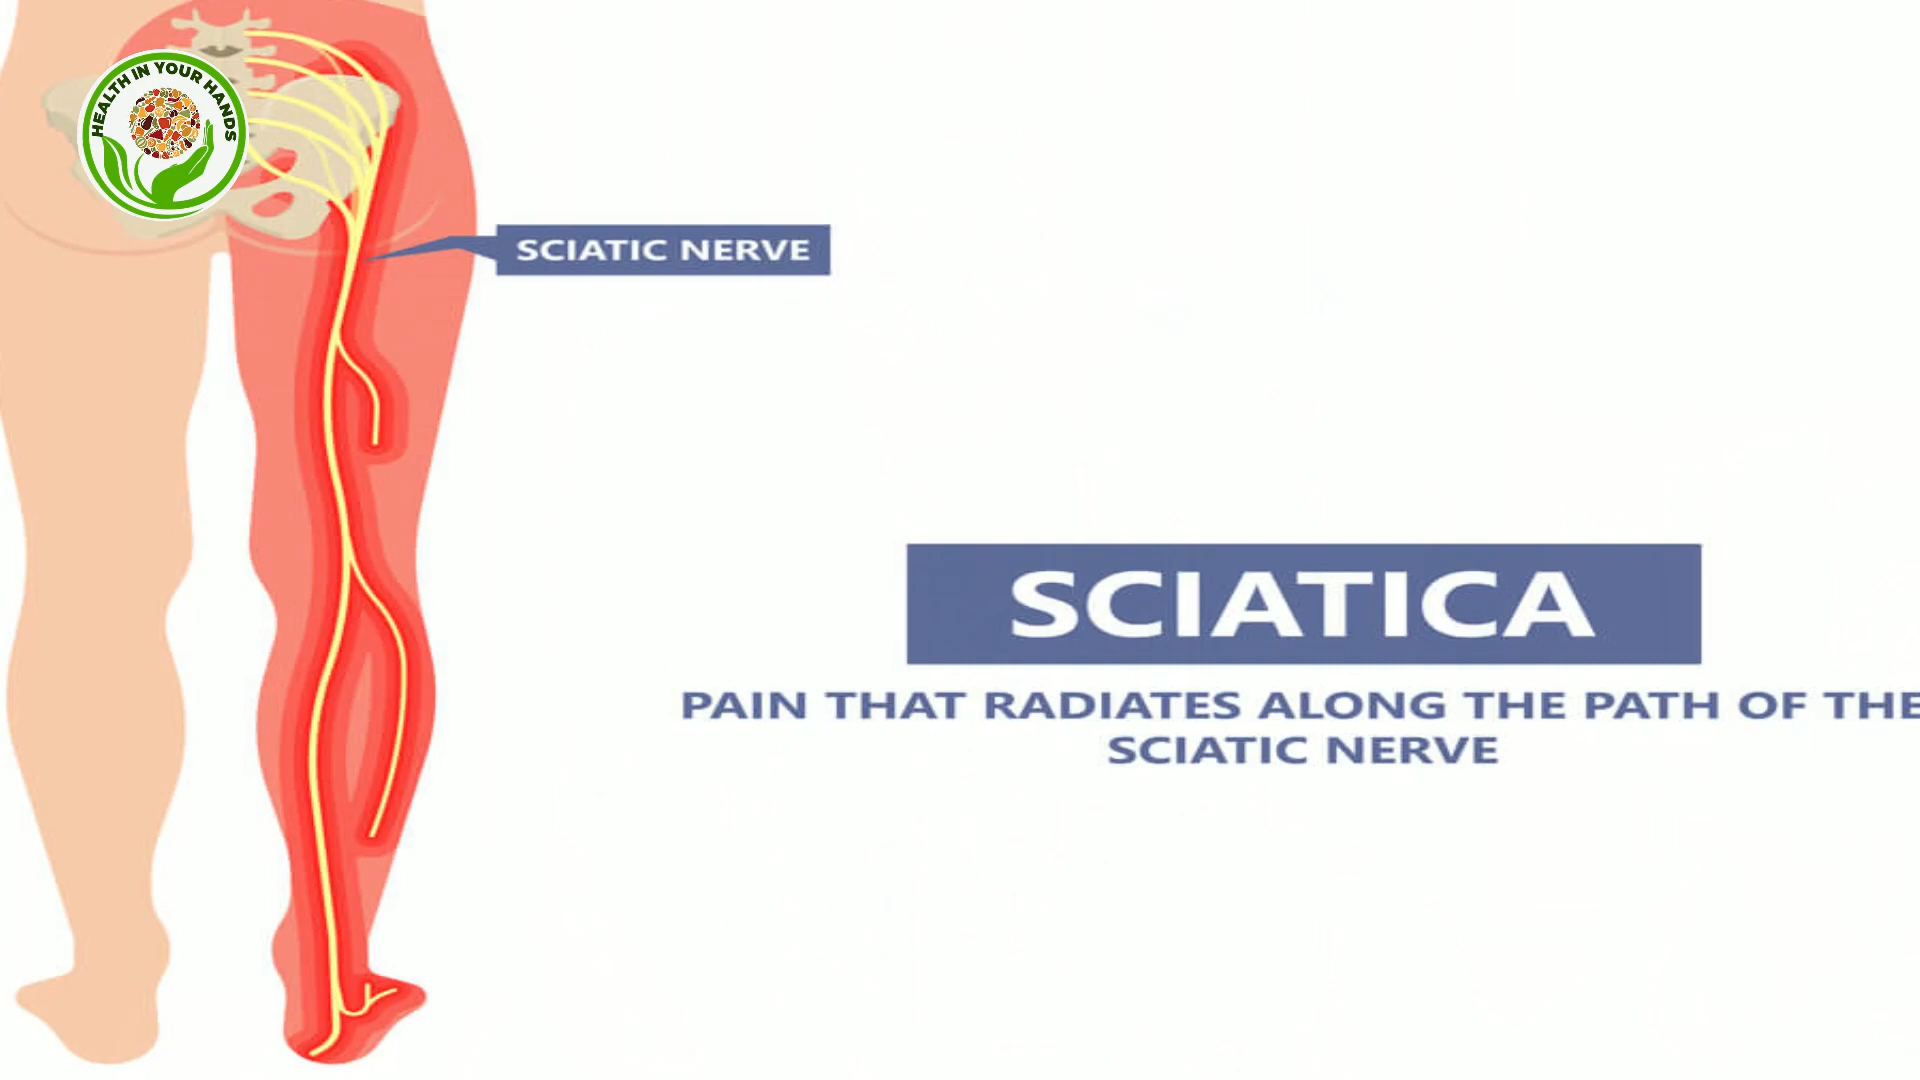 HEALTH IN YOUR HANDS
SCIATIC NERVE
SCIATICA
PAIN THAT RADIATES ALONG THE PATH OF THE
SCIATIC NERVE